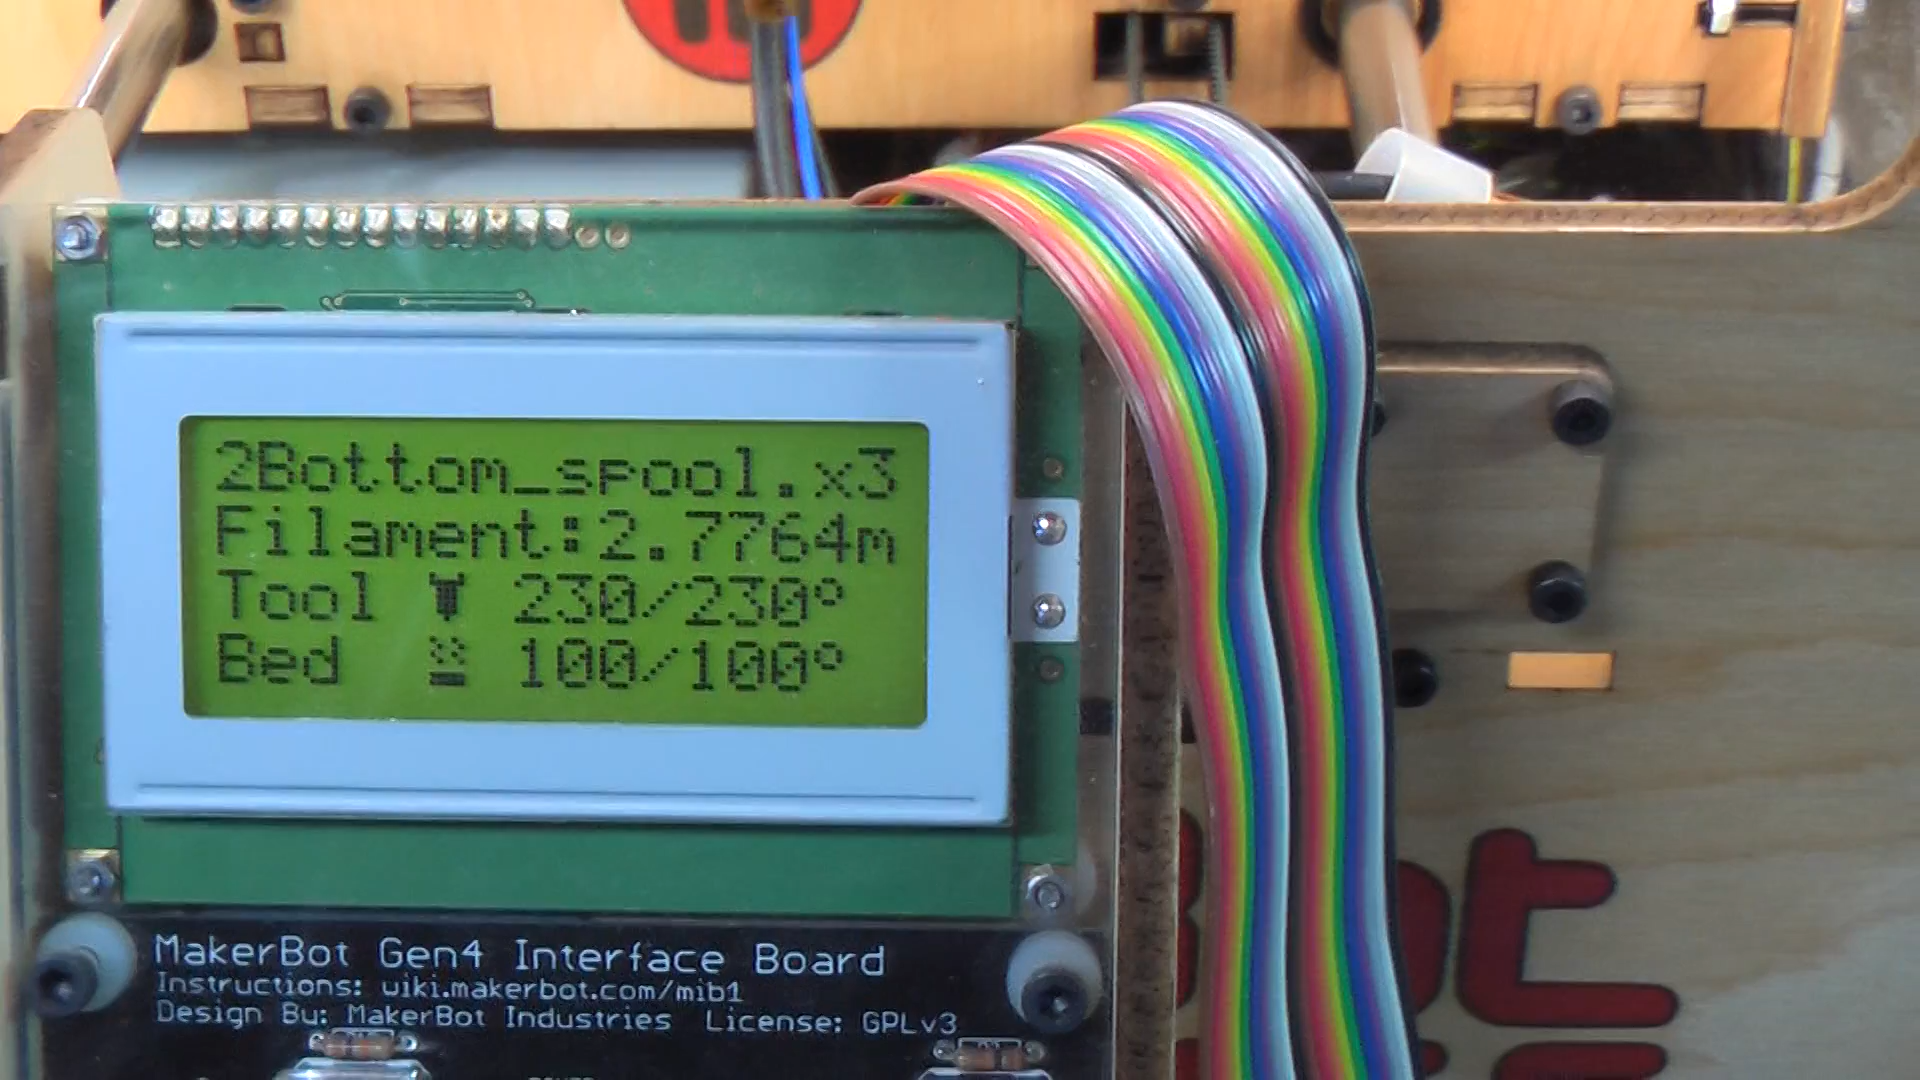 2Bottom_spool.x3
Filament:2.7764m
Tool 230/230°
Bed 100/100°
MakerBot Gen4 Interface Board
Instructions: wiki.makerbot.com/mib1
Design By: MakerBot Industries License: GPLv3